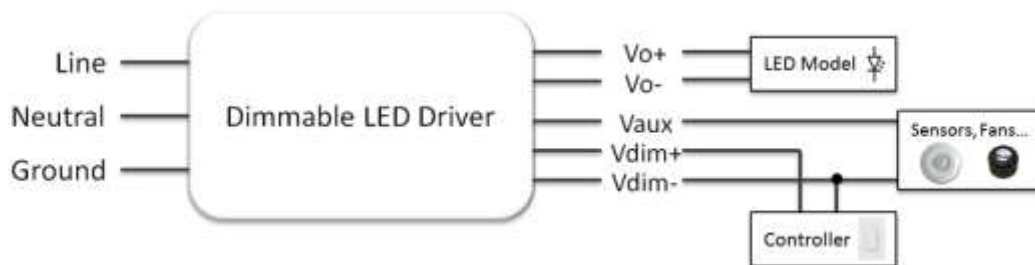 Line
Neutral
Ground
Dimmable LED Driver
Vo+
Vo-
Vaux
Vdim+
Vdim-
LED Model
Sensors, Fans...
Controller